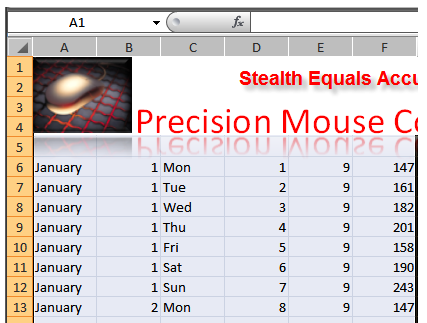 A1 fx
A B C D E F
1
2 Stealth Equals Accu
3
4 Precision Mouse Co
5
6 January 1 Mon 1 9 147
7 January 1 Tue 2 9 161
8 January 1 Wed 3 9 182
9 January 1 Thu 4 9 201
10 January 1 Fri 5 9 158
11 January 1 Sat 6 9 190
12 January 1 Sun 7 9 243
13 January 2 Mon 8 9 147